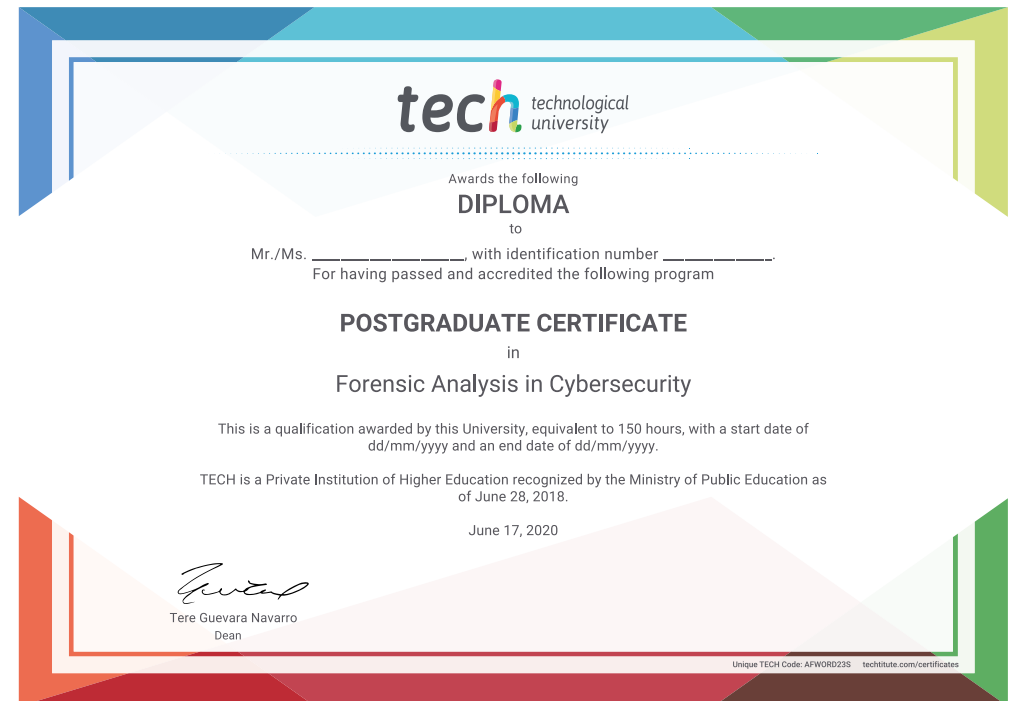 tech technological
university
Awards the following
DIPLOMA
to
Mr./Ms. ____________________, with identification number ______________.
For having passed and accredited the following program
POSTGRADUATE CERTIFICATE
in
Forensic Analysis in Cybersecurity
This is a qualification awarded by this University, equivalent to 150 hours, with a start date of
dd/mm/yyyy and an end date of dd/mm/yyyy.
TECH is a Private Institution of Higher Education recognized by the Ministry of Public Education as
of June 28, 2018.
June 17, 2020
Tere Guevara Navarro
Dean
Unique TECH Code: AFWORD23S techtitute.com/certificates